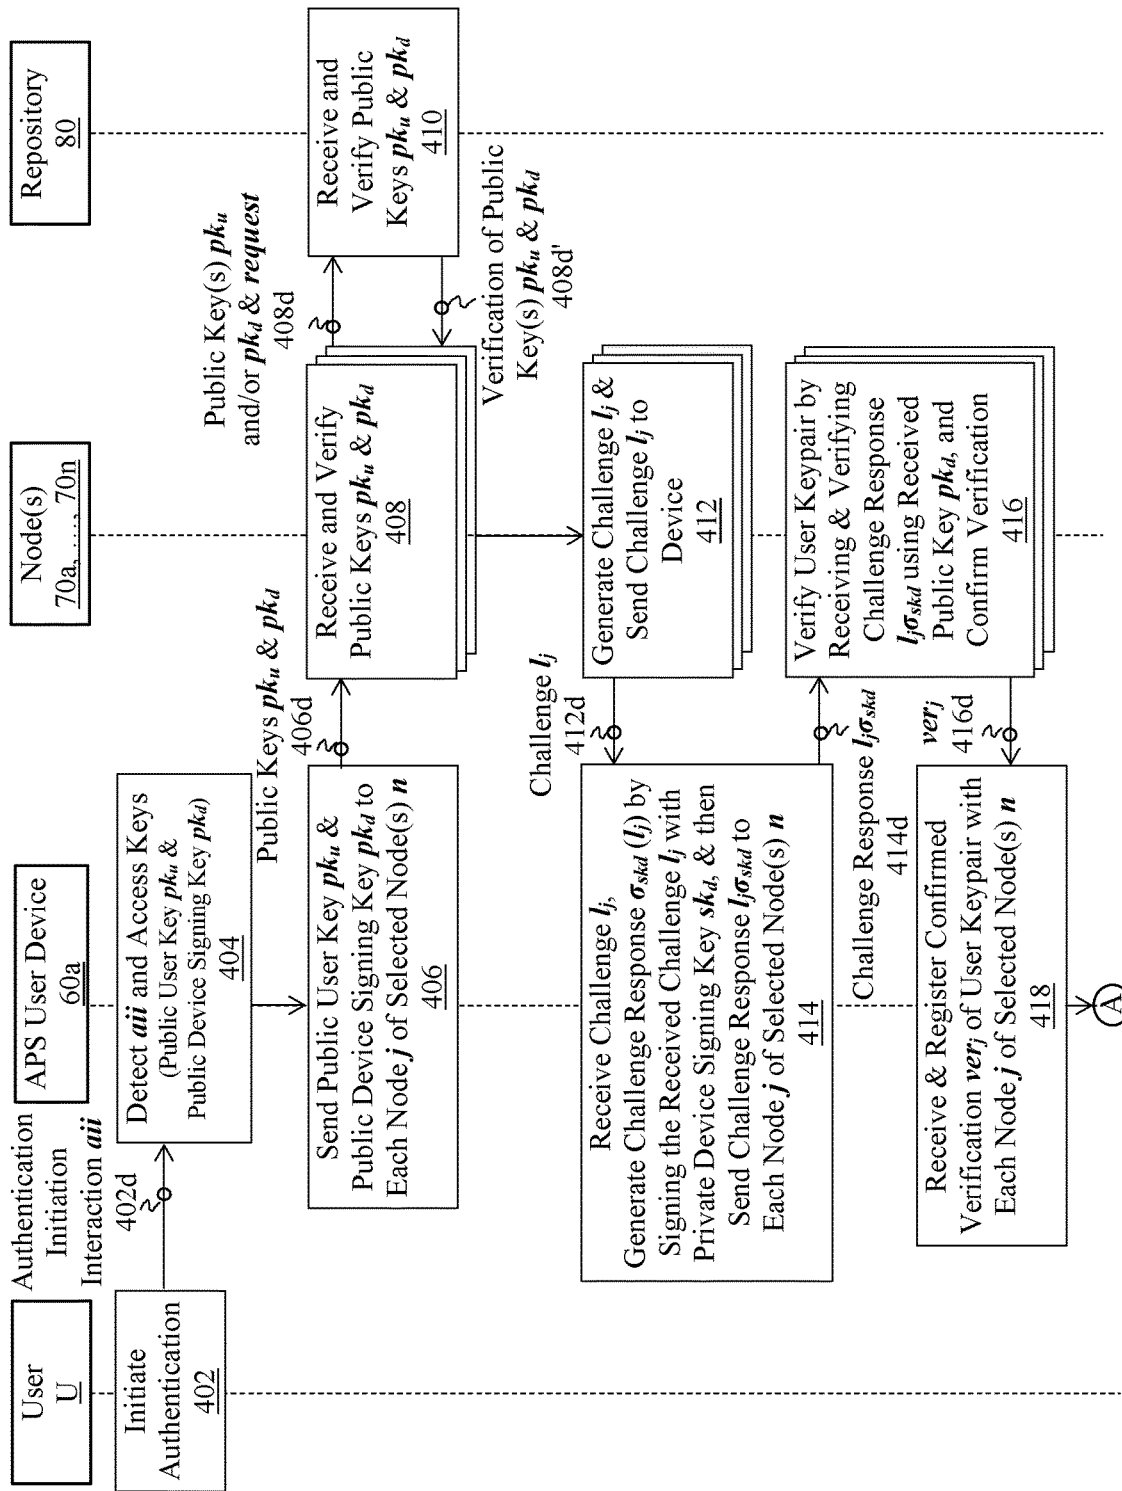 User
U
APS User Device
60a
Node(s)
70a,...., 70n
Repository
80
Authentication
Initiation
Interaction aii
402d
Initiate
Authentication
402
Detect aii and Access Keys
(Public User Key pku &
Public Device Signing Key pkd)
404
Public Keys pku & pkd
406d
Send Public User Key pku &
Public Device Signing Key pkd to
Each Node j of Selected Node(s) n
406
Receive and Verify
Public Keys pku & pkd
408
Public Key(s) pku
and/or pkd & request
408d
Receive and
Verify Public
Keys pku & pkd
410
Verification of Public
Key(s) pku & pkd
408d'
Generate Challenge lj &
Send Challenge lj to
Device
412
Challenge lj
412d
Receive Challenge lj,
Generate Challenge Response σskd (lj) by
Signing the Received Challenge lj with
Private Device Signing Key skd, & then
Send Challenge Response ljσskd to
Each Node j of Selected Node(s) n
414
Challenge Response ljσskd
414d
Verify User Keypair by
Receiving & Verifying
Challenge Response
ljσskd using Received
Public Key pkd, and
Confirm Verification
416
verj
416d
Receive & Register Confirmed
Verification verj of User Keypair with
Each Node j of Selected Node(s) n
418
A